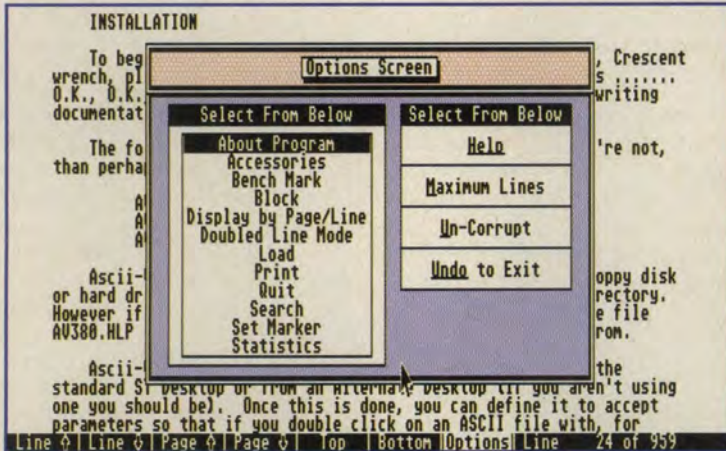 INSTALLATION
To beg , Crescent
wrench, pl s .......
O.K., O.K. writing
documentat
The fo 're not,
than perha
Options Screen
Select From Below
About Program
Accessories
Bench Mark
Block
Display by Page/Line
Doubled Line Mode
Load
Print
Quit
Search
Set Marker
Statistics
Select From Below
Help
Maximum Lines
Un-Corrupt
Undo to Exit
Ascii- oppy disk
or hard dr rectory.
However if e file
AV380.HLP rom.
Ascii- the
standard ST Desktop or from an Alternate Desktop (if you aren't using
one you should be). Once this is done, you can define it to accept
parameters so that if you double click on an ASCII file with, for
Line ⇧ Line ⇩ Page ⇧ Page ⇩ Top Bottom Options Line 24 of 959